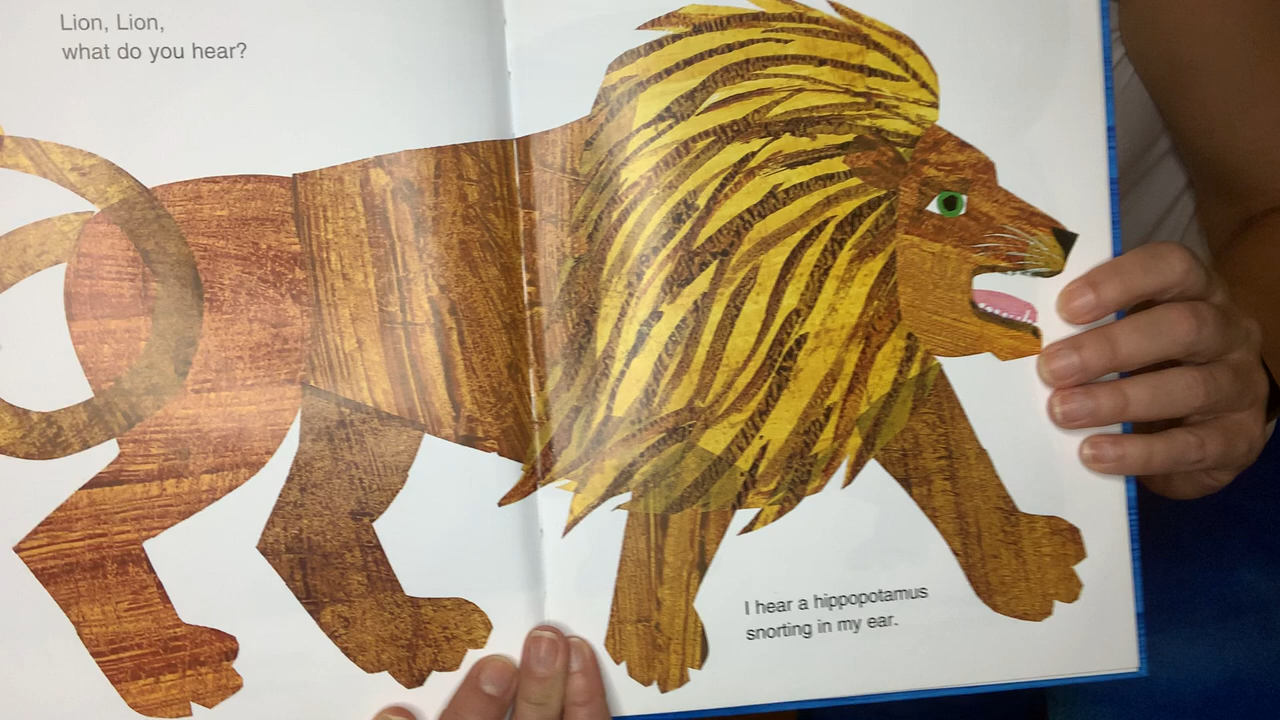 Lion, Lion,
what do you hear?
I hear a hippopotamus
snorting in my ear.